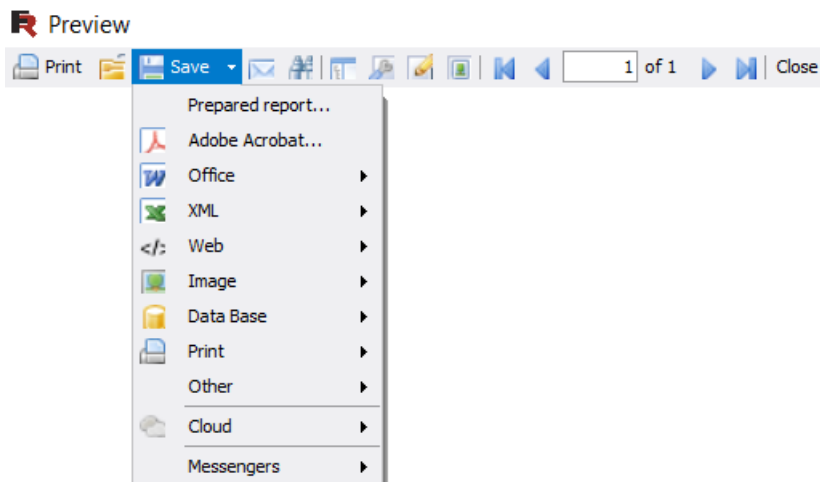 Preview
Print Save 1 of 1 Close
Prepared report...
Adobe Acrobat...
Office
XML
Web
Image
Data Base
Print
Other
Cloud
Messengers